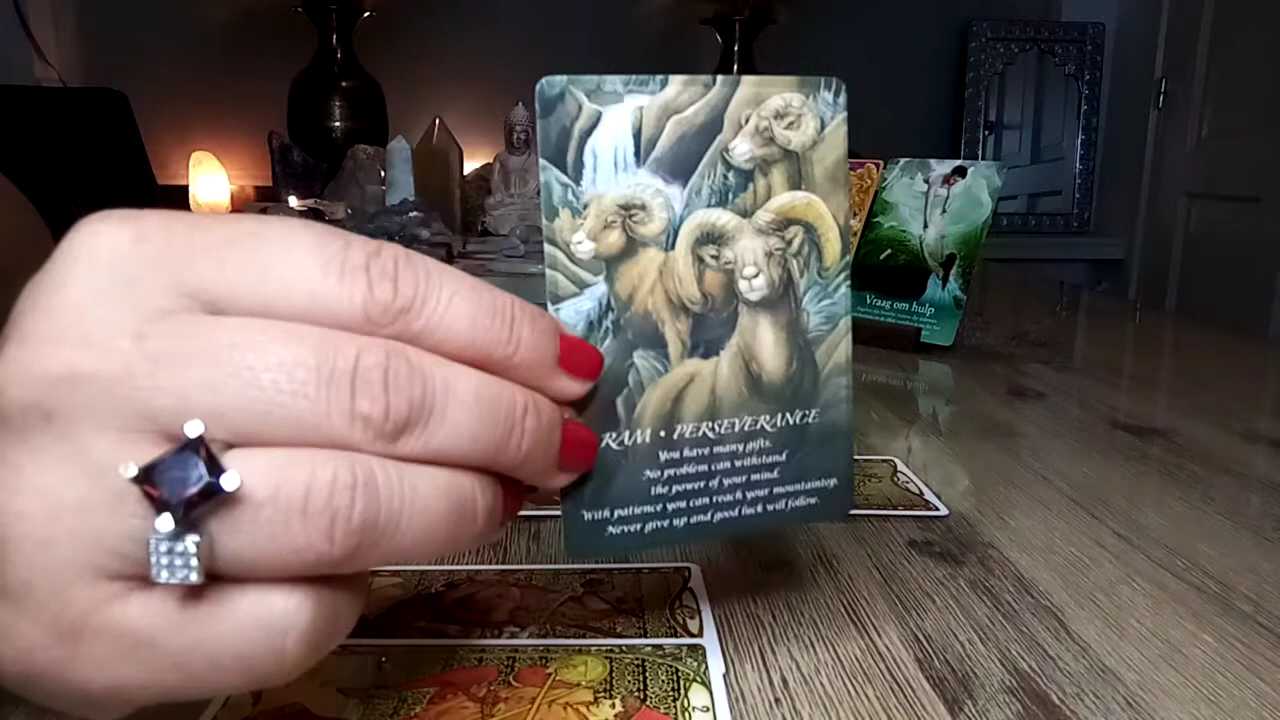 RAM • PERSEVERANCE
You have many gifts.
No problem can withstand
the power of your mind.
With patience you can reach your mountaintop.
Never give up and good luck will follow.
Vraag om hulp
2